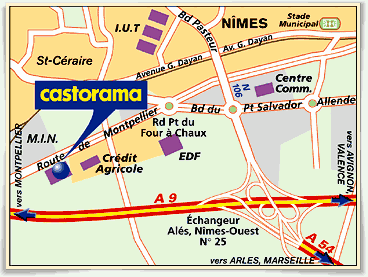 NÎMES
Stade
Municipal
I.U.T
Bd Pasteur
Av. G. Dayan
Avenue G. Dayan
St-Céraire
castorama
Centre
Comm.
N 106
Route de Montpellier
Bd du Pt Salvador
Allende
Rd Pt du
Four à Chaux
M.I.N.
EDF
Crédit
Agricole
vers MONTPELLIER
vers AVIGNON,
VALENCE
A 9
Échangeur
Alés, Nimes-Ouest
N° 25
A 54
vers ARLES, MARSEILLE